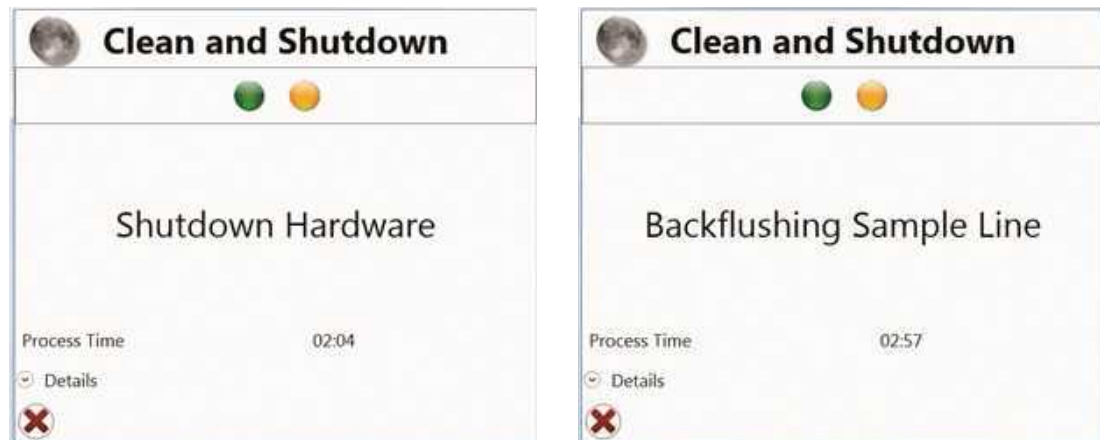 Clean and Shutdown
Shutdown Hardware
Process Time 02:04
Details
Clean and Shutdown
Backflushing Sample Line
Process Time 02:57
Details